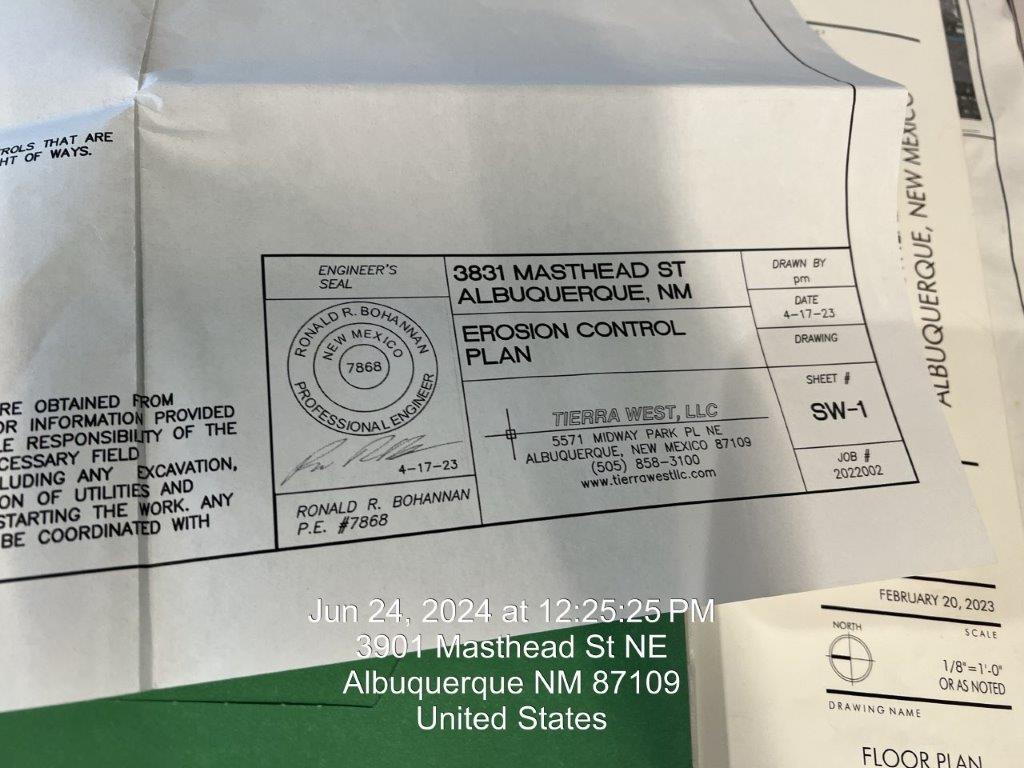 ROLS THAT ARE
HT OF WAYS.
RE OBTAINED FROM
OR INFORMATION PROVIDED
LE RESPONSIBILITY OF THE
CESSARY FIELD
LUDING ANY EXCAVATION,
ON OF UTILITIES AND
STARTING THE WORK. ANY
BE COORDINATED WITH
ENGINEER'S
SEAL
RONALD R. BOHANNAN
NEW MEXICO
7868
PROFESSIONAL ENGINEER
4-17-23
RONALD R. BOHANNAN
P.E. #7868
3831 MASTHEAD ST
ALBUQUERQUE, NM
EROSION CONTROL
PLAN
TIERRA WEST, LLC
5571 MIDWAY PARK PL NE
ALBUQUERQUE, NEW MEXICO 87109
(505) 858-3100
www.tierrawestllc.com
DRAWN BY
pm
DATE
4-17-23
DRAWING
SHEET #
SW-1
JOB #
2022002
ALBUQUERQUE, NEW MEXICO
FEBRUARY 20, 2023
SCALE
NORTH
1/8"=1'-0"
OR AS NOTED
DRAWING NAME
FLOOR PLAN
Jun 24, 2024 at 12:25:25 PM
3901 Masthead St NE
Albuquerque NM 87109
United States